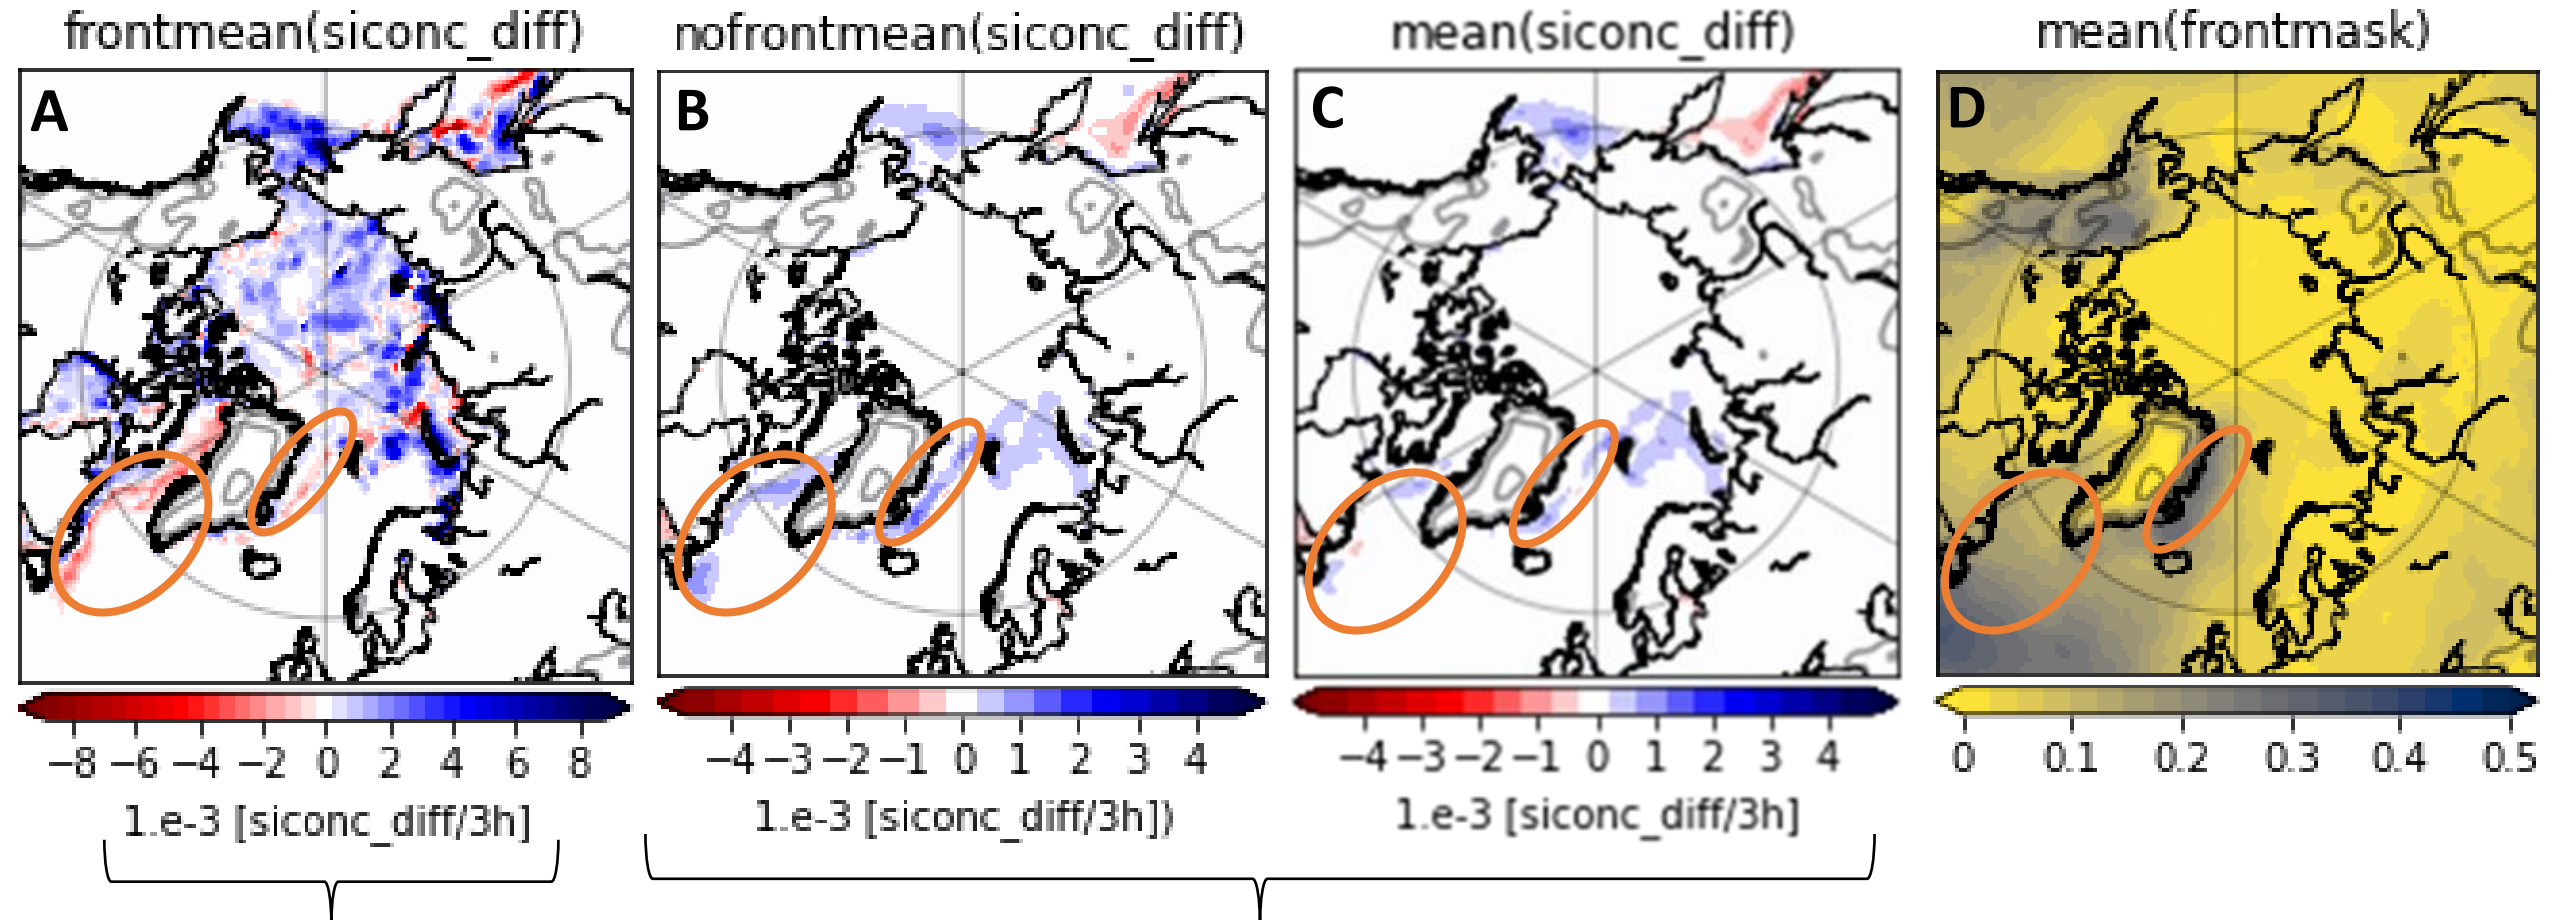 frontmean(siconc_diff)
nofrontmean(siconc_diff)
mean(siconc_diff)
mean(frontmask)
A
B
C
D
−8 −6 −4 −2 0 2 4 6 8
−4 −3 −2 −1 0 1 2 3 4
−4 −3 −2 −1 0 1 2 3 4
0 0.1 0.2 0.3 0.4 0.5
1.e-3 [siconc_diff/3h]
1.e-3 [siconc_diff/3h])
1.e-3 [siconc_diff/3h]